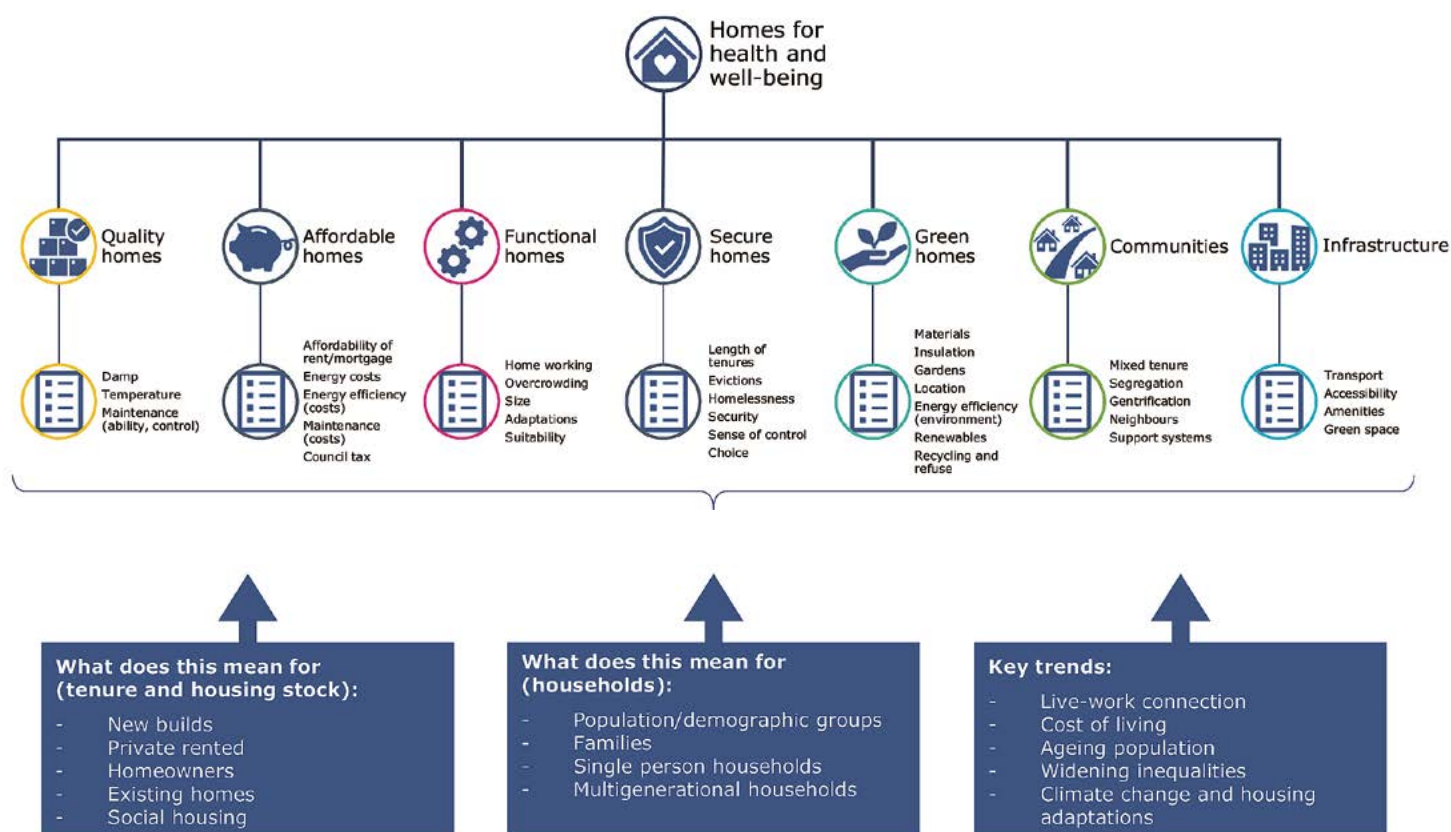 Homes for
health and
well-being
Quality
homes
Affordable
homes
Functional
homes
Secure
homes
Green
homes
Communities
Infrastructure
Damp
Temperature
Maintenance
(ability, control)
Affordability of
rent/mortgage
Energy costs
Energy efficiency
(costs)
Maintenance
(costs)
Council tax
Home working
Overcrowding
Size
Adaptations
Suitability
Length of
tenures
Evictions
Homelessness
Security
Sense of control
Choice
Materials
Insulation
Gardens
Location
Energy efficiency
(environment)
Renewables
Recycling and
refuse
Mixed tenure
Segregation
Gentrification
Neighbours
Support systems
Transport
Accessibility
Amenities
Green space
What does this mean for
(tenure and housing stock):
- New builds
- Private rented
- Homeowners
- Existing homes
- Social housing
What does this mean for
(households):
- Population/demographic groups
- Families
- Single person households
- Multigenerational households
Key trends:
- Live-work connection
- Cost of living
- Ageing population
- Widening inequalities
- Climate change and housing
adaptations